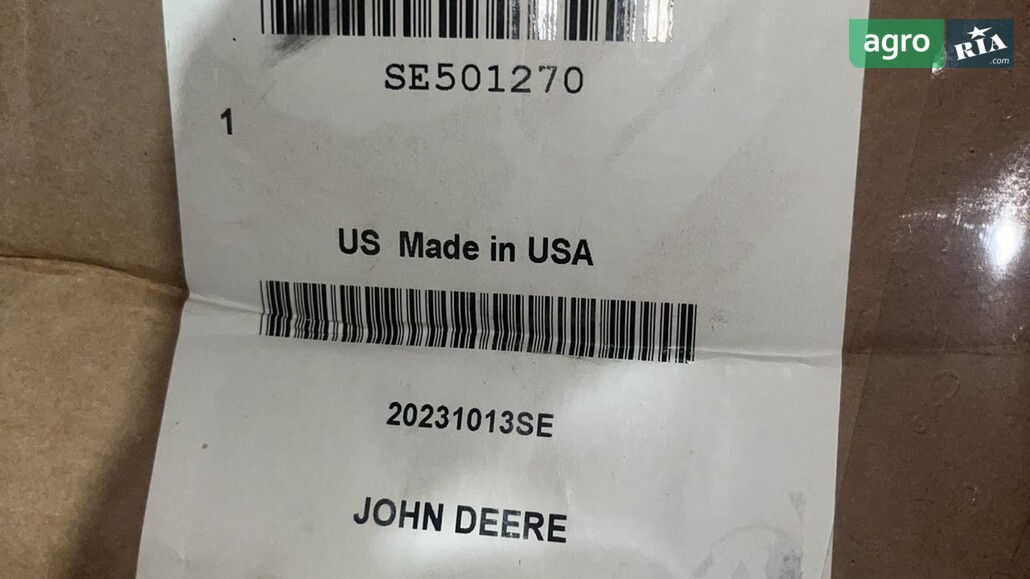 agro RIA .com
SE501270
1
US Made in USA
20231013SE
JOHN DEERE